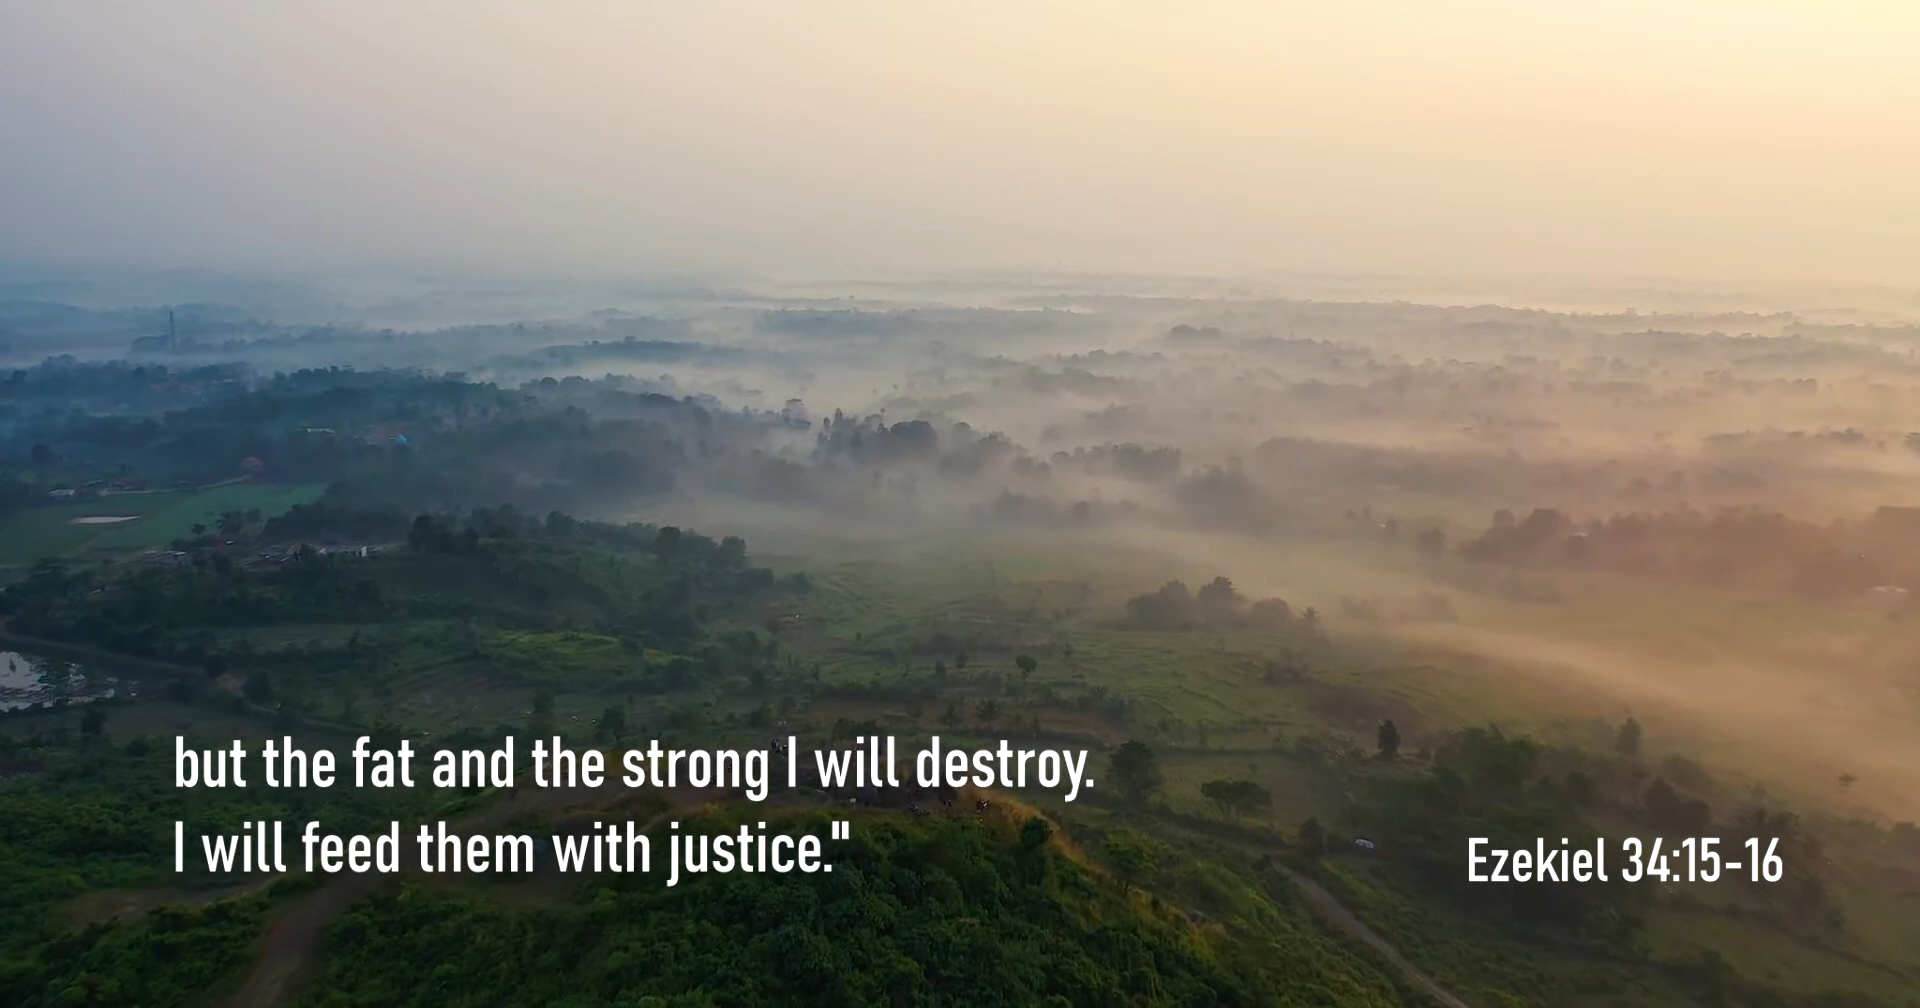 but the fat and the strong I will destroy.
I will feed them with justice."
Ezekiel 34:15-16